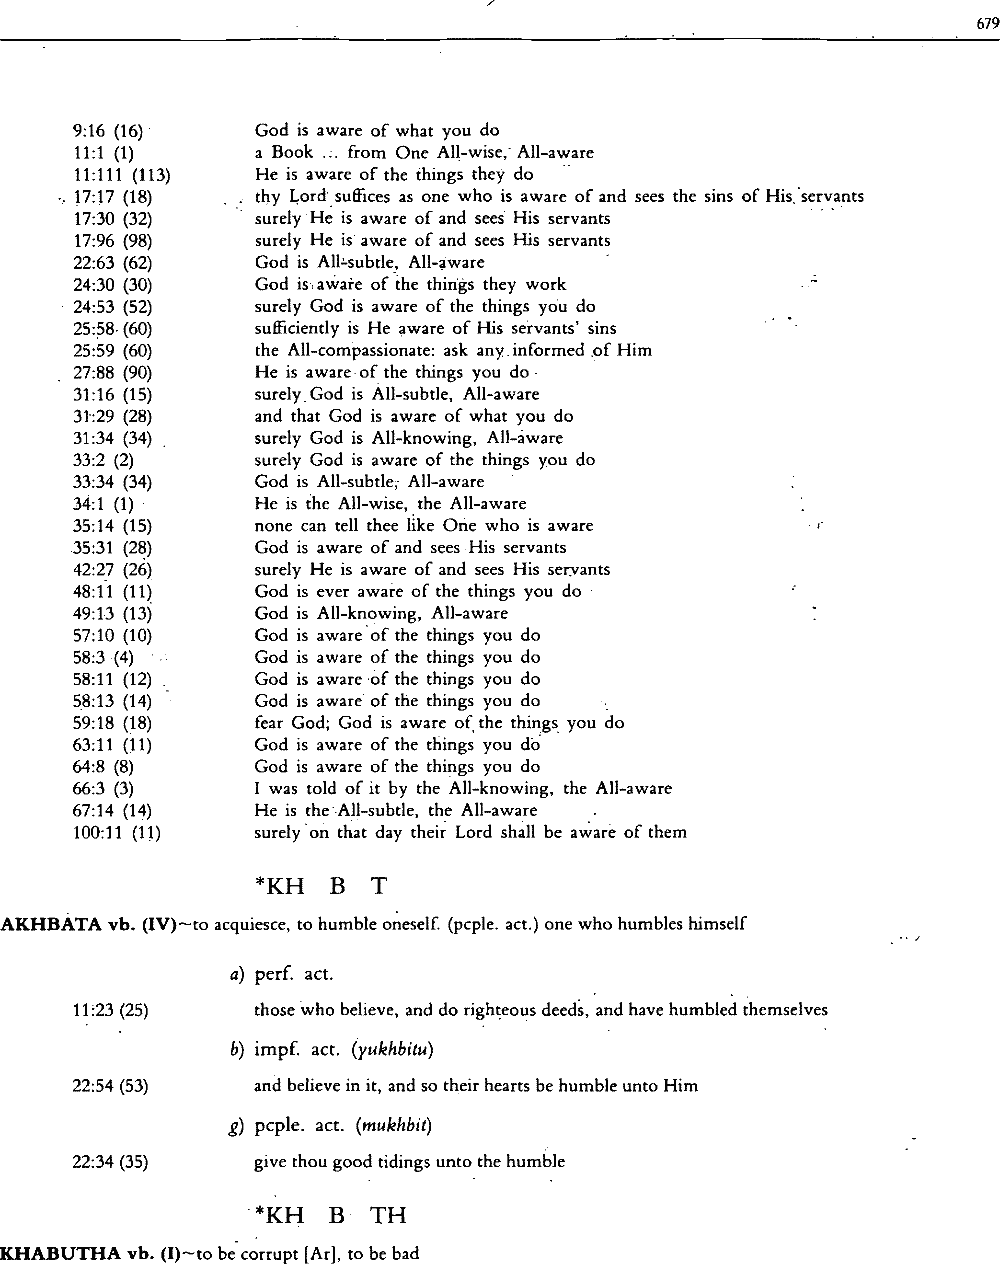 679
9:16 (16) God is aware of what you do
11:1 (1) a Book ... from One All-wise, All-aware
11:111 (113) He is aware of the things they do
17:17 (18) thy Lord suffices as one who is aware of and sees the sins of His servants
17:30 (32) surely He is aware of and sees His servants
17:96 (98) surely He is aware of and sees His servants
22:63 (62) God is All-subtle, All-aware
24:30 (30) God is aware of the things they work
24:53 (52) surely God is aware of the things you do
25:58 (60) sufficiently is He aware of His servants' sins
25:59 (60) the All-compassionate: ask any informed of Him
27:88 (90) He is aware of the things you do
31:16 (15) surely God is All-subtle, All-aware
31:29 (28) and that God is aware of what you do
31:34 (34) surely God is All-knowing, All-aware
33:2 (2) surely God is aware of the things you do
33:34 (34) God is All-subtle, All-aware
34:1 (1) He is the All-wise, the All-aware
35:14 (15) none can tell thee like One who is aware
35:31 (28) God is aware of and sees His servants
42:27 (26) surely He is aware of and sees His servants
48:11 (11) God is ever aware of the things you do
49:13 (13) God is All-knowing, All-aware
57:10 (10) God is aware of the things you do
58:3 (4) God is aware of the things you do
58:11 (12) God is aware of the things you do
58:13 (14) God is aware of the things you do
59:18 (18) fear God; God is aware of the things you do
63:11 (11) God is aware of the things you do
64:8 (8) God is aware of the things you do
66:3 (3) I was told of it by the All-knowing, the All-aware
67:14 (14) He is the All-subtle, the All-aware
100:11 (11) surely on that day their Lord shall be aware of them
*KH B T
AKHBATA vb. (IV)~to acquiesce, to humble oneself. (pcple. act.) one who humbles himself
a) perf. act.
11:23 (25) those who believe, and do righteous deeds, and have humbled themselves
b) impf. act. (yukhbitu)
22:54 (53) and believe in it, and so their hearts be humble unto Him
g) pcple. act. (mukhbit)
22:34 (35) give thou good tidings unto the humble
*KH B TH
KHABUTHA vb. (I)~to be corrupt [Ar], to be bad